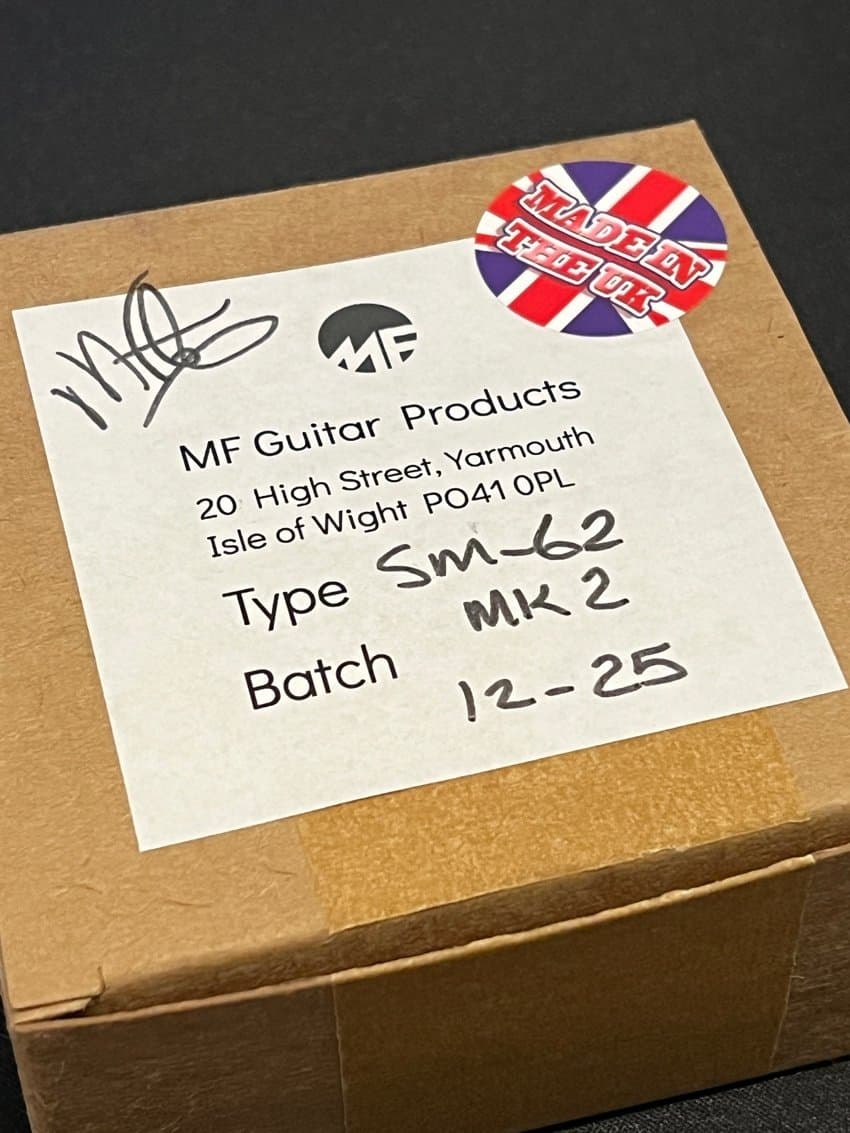 MADE IN
THE UK
MF
MF Guitar Products
20 High Street, Yarmouth
Isle of Wight PO41 0PL
Type SM-62
MK 2
Batch 12-25